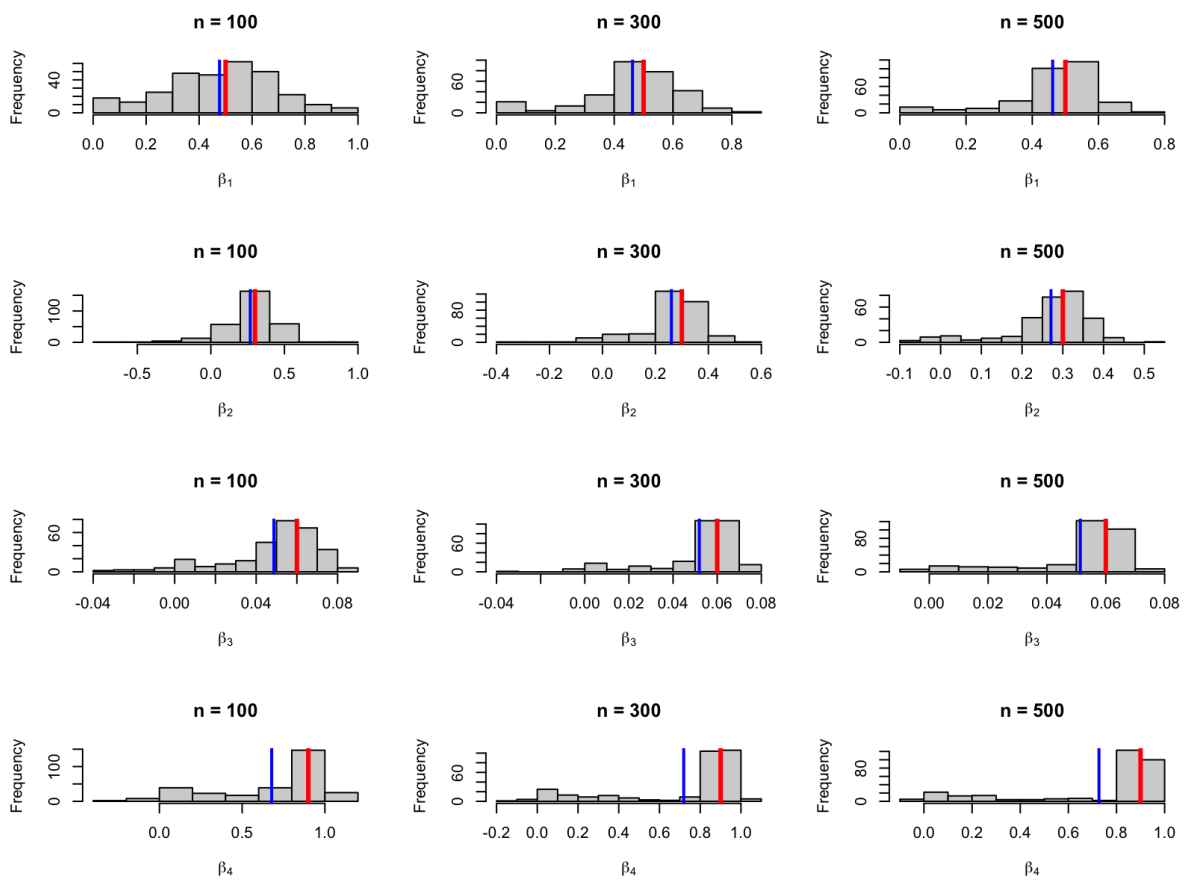 n = 100 n = 300 n = 500
Frequency 0 40 Frequency 0 60 Frequency 0 60
0.0 0.2 0.4 0.6 0.8 1.0 0.0 0.2 0.4 0.6 0.8 0.0 0.2 0.4 0.6 0.8
β1 β1 β1
n = 100 n = 300 n = 500
Frequency 0 100 Frequency 0 80 Frequency 0 60
-0.5 0.0 0.5 1.0 -0.4 -0.2 0.0 0.2 0.4 0.6 -0.1 0.0 0.1 0.2 0.3 0.4 0.5
β2 β2 β2
n = 100 n = 300 n = 500
Frequency 0 60 Frequency 0 60 Frequency 0 80
-0.04 0.00 0.04 0.08 -0.04 0.00 0.02 0.04 0.06 0.08 0.00 0.02 0.04 0.06 0.08
β3 β3 β3
n = 100 n = 300 n = 500
Frequency 0 100 Frequency 0 60 Frequency 0 80
0.0 0.5 1.0 -0.2 0.0 0.2 0.4 0.6 0.8 1.0 0.0 0.2 0.4 0.6 0.8 1.0
β4 β4 β4